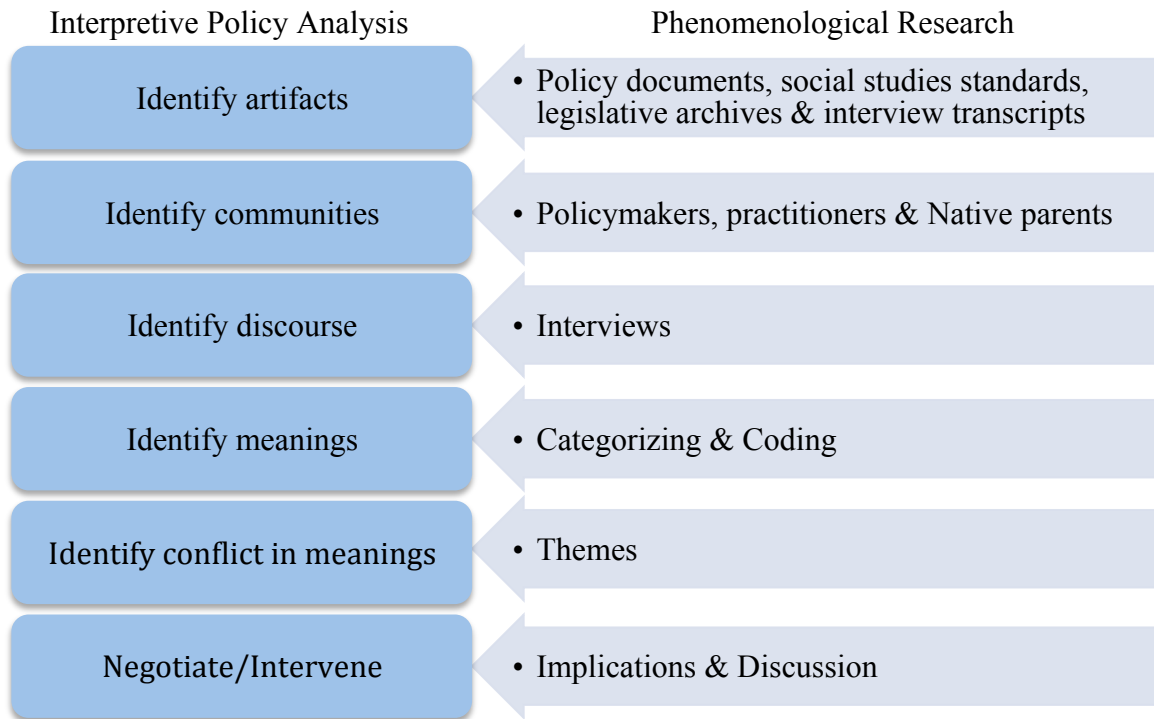 Interpretive Policy Analysis
Phenomenological Research
Identify artifacts
• Policy documents, social studies standards,
legislative archives & interview transcripts
Identify communities
• Policymakers, practitioners & Native parents
Identify discourse
• Interviews
Identify meanings
• Categorizing & Coding
Identify conflict in meanings
• Themes
Negotiate/Intervene
• Implications & Discussion